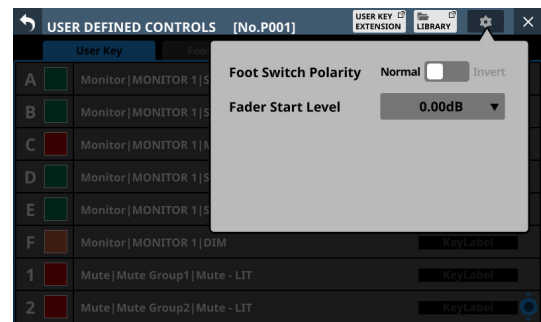 USER DEFINED CONTROLS [No.P001]
USER KEY EXTENSION
LIBRARY
User Key Foot
Foot Switch Polarity Normal Invert
Fader Start Level 0.00dB
A Monitor|MONITOR 1|S
B Monitor|MONITOR 1|S
C Monitor|MONITOR 1|M
D Monitor|MONITOR 1|S
E Monitor|MONITOR 1|S
F Monitor|MONITOR 1|DIM KeyLabel
1 Mute|Mute Group1|Mute - LIT KeyLabel
2 Mute|Mute Group2|Mute - LIT KeyLabel